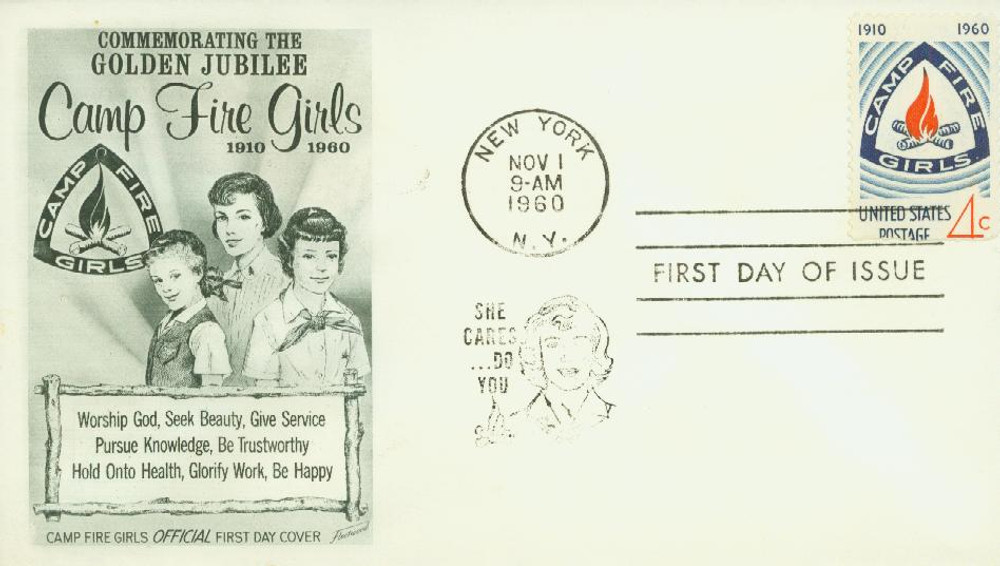 COMMEMORATING THE
GOLDEN JUBILEE
Camp Fire Girls
1910 1960
CAMP FIRE
GIRLS
Worship God, Seek Beauty, Give Service
Pursue Knowledge, Be Trustworthy
Hold Onto Health, Glorify Work, Be Happy
CAMP FIRE GIRLS OFFICIAL FIRST DAY COVER Fleetwood
NEW YORK
NOV 1
9-AM
1960
N.Y.
SHE
CARES
...DO
YOU
1910 1960
CAMP FIRE
GIRLS
UNITED STATES
POSTAGE 4c
FIRST DAY OF ISSUE